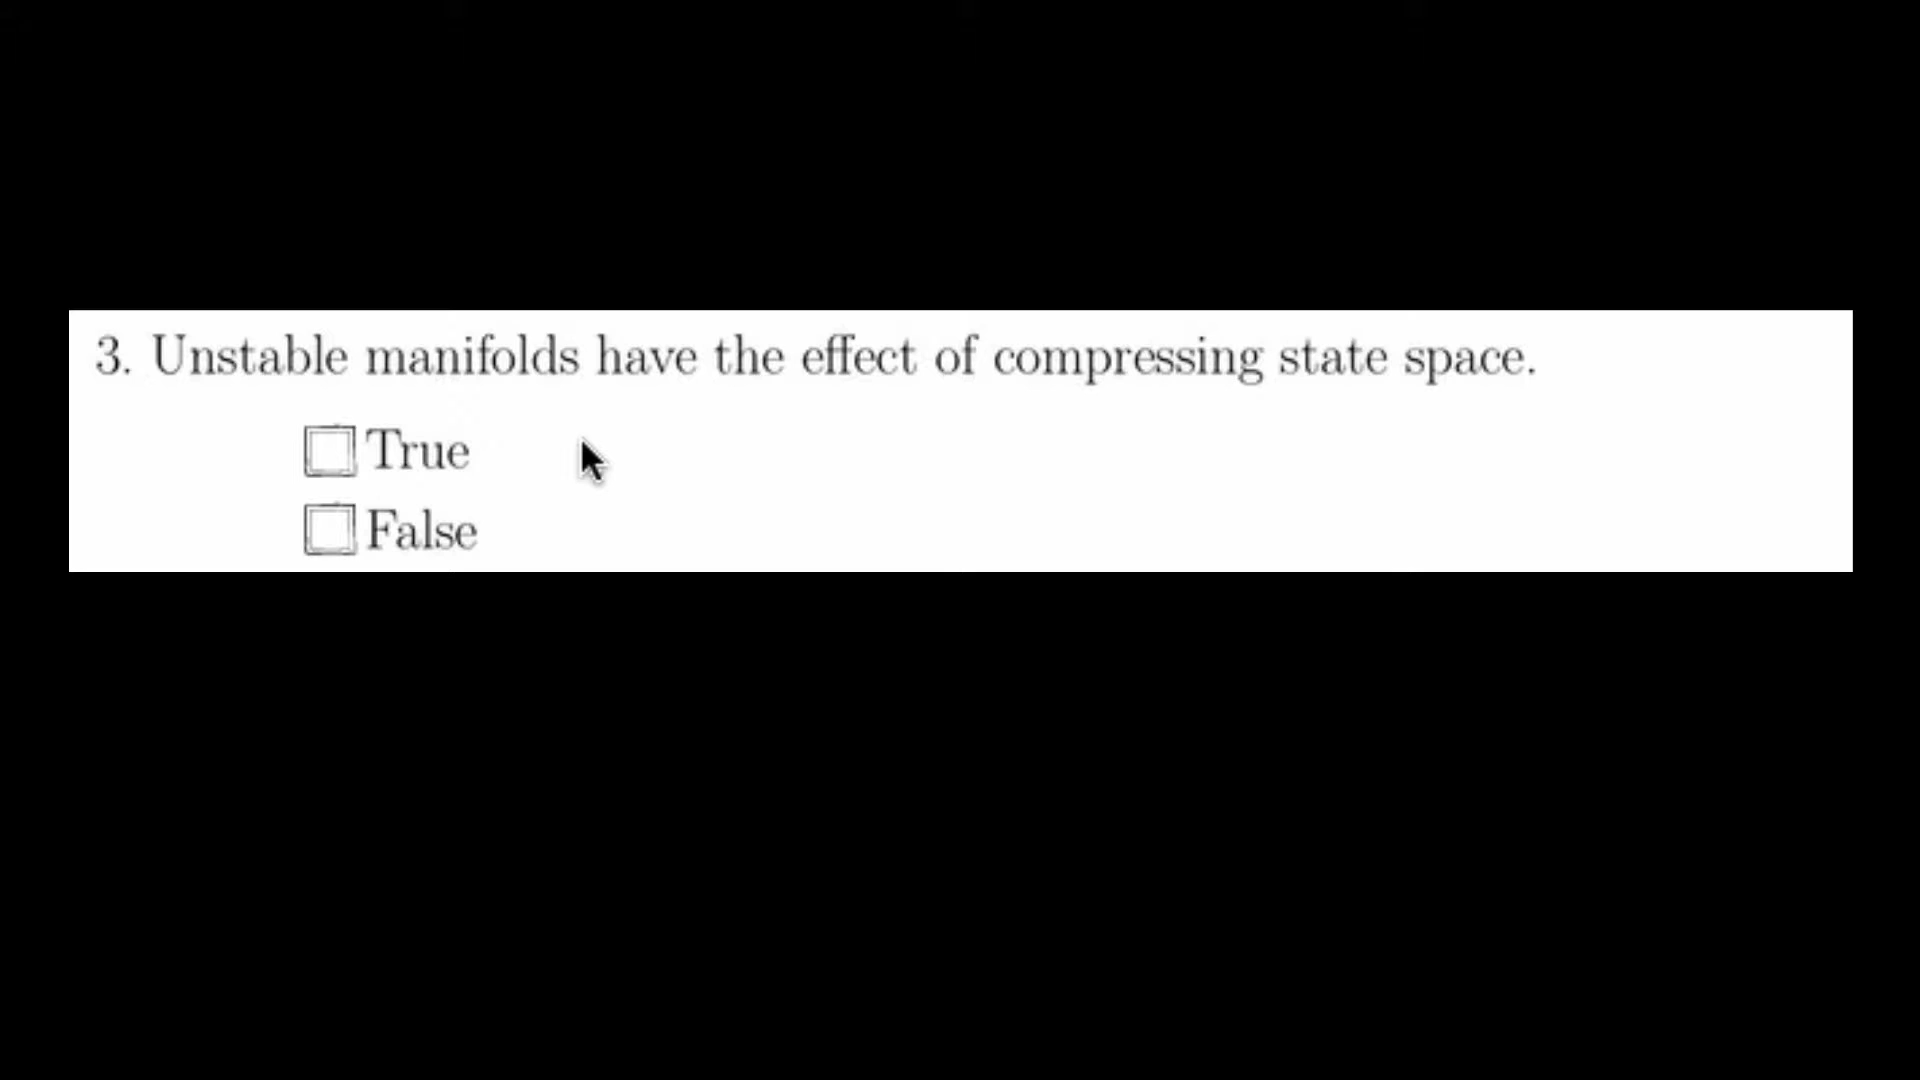 3. Unstable manifolds have the effect of compressing state space.
True
False